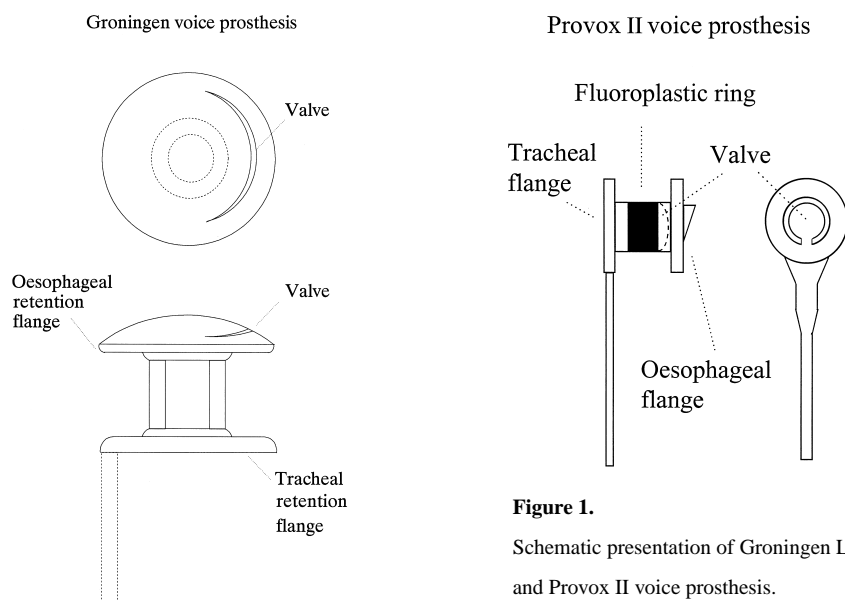 Groningen voice prosthesis
Valve
Oesophageal
retention
flange
Valve
Tracheal
retention
flange
Provox II voice prosthesis
Fluoroplastic ring
Tracheal
flange
Valve
Oesophageal
flange
Figure 1.
Schematic presentation of Groningen L
and Provox II voice prosthesis.